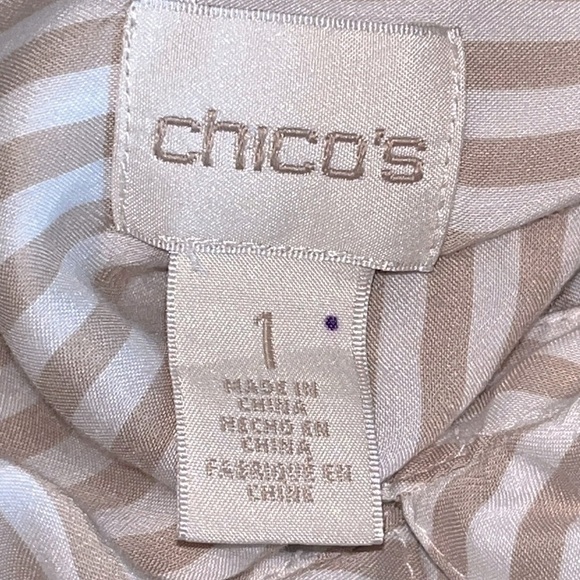 chico's
1
MADE IN
CHINA
HECHO EN
CHINA
FABRIQUE EN
CHINE